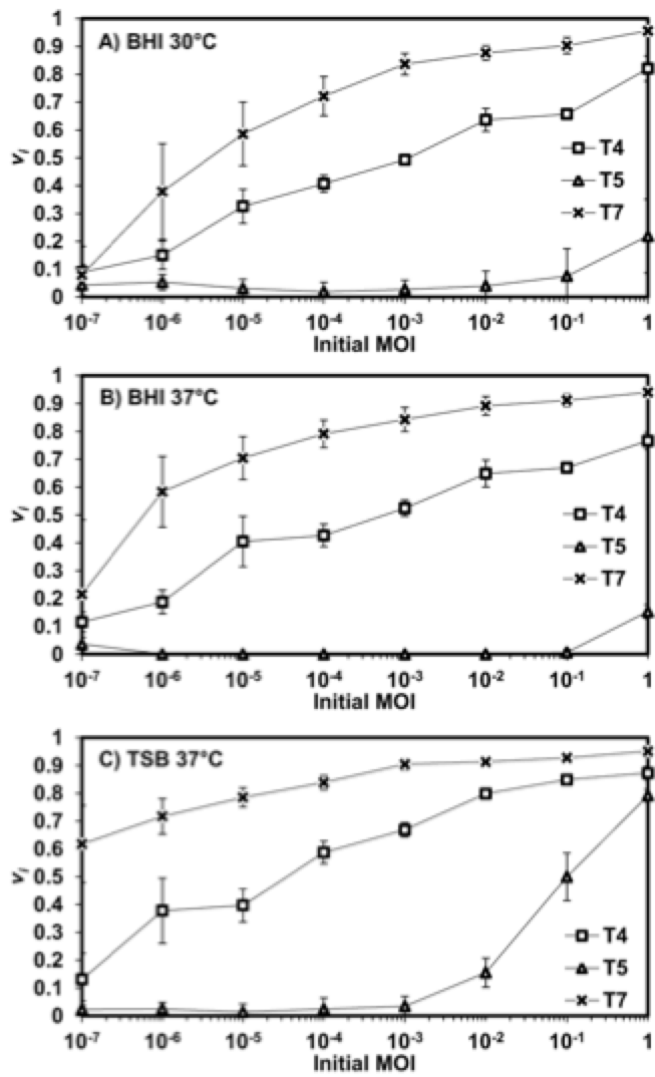 A) BHI 30°C
1
0.9
0.8
0.7
0.6
0.5
0.4
0.3
0.2
0.1
0
v_i
T4
T5
T7
10⁻⁷ 10⁻⁶ 10⁻⁵ 10⁻⁴ 10⁻³ 10⁻² 10⁻¹ 1
Initial MOI
B) BHI 37°C
1
0.9
0.8
0.7
0.6
0.5
0.4
0.3
0.2
0.1
0
v_i
T4
T5
T7
10⁻⁷ 10⁻⁶ 10⁻⁵ 10⁻⁴ 10⁻³ 10⁻² 10⁻¹ 1
Initial MOI
C) TSB 37°C
1
0.9
0.8
0.7
0.6
0.5
0.4
0.3
0.2
0.1
0
v_i
T4
T5
T7
10⁻⁷ 10⁻⁶ 10⁻⁵ 10⁻⁴ 10⁻³ 10⁻² 10⁻¹ 1
Initial MOI